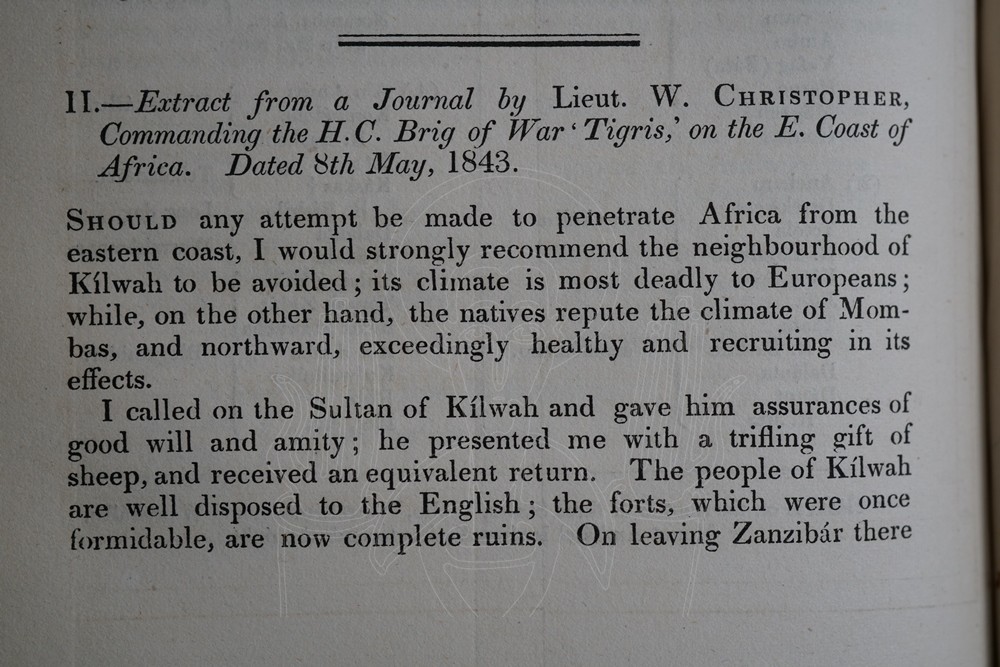 II.—Extract from a Journal by Lieut. W. CHRISTOPHER,
Commanding the H. C. Brig of War ‘Tigris,’ on the E. Coast of
Africa. Dated 8th May, 1843.
SHOULD any attempt be made to penetrate Africa from the
eastern coast, I would strongly recommend the neighbourhood of
Kílwah to be avoided; its climate is most deadly to Europeans;
while, on the other hand, the natives repute the climate of Mom-
bas, and northward, exceedingly healthy and recruiting in its
effects.
I called on the Sultan of Kílwah and gave him assurances of
good will and amity; he presented me with a trifling gift of
sheep, and received an equivalent return. The people of Kílwah
are well disposed to the English; the forts, which were once
formidable, are now complete ruins. On leaving Zanzibár there